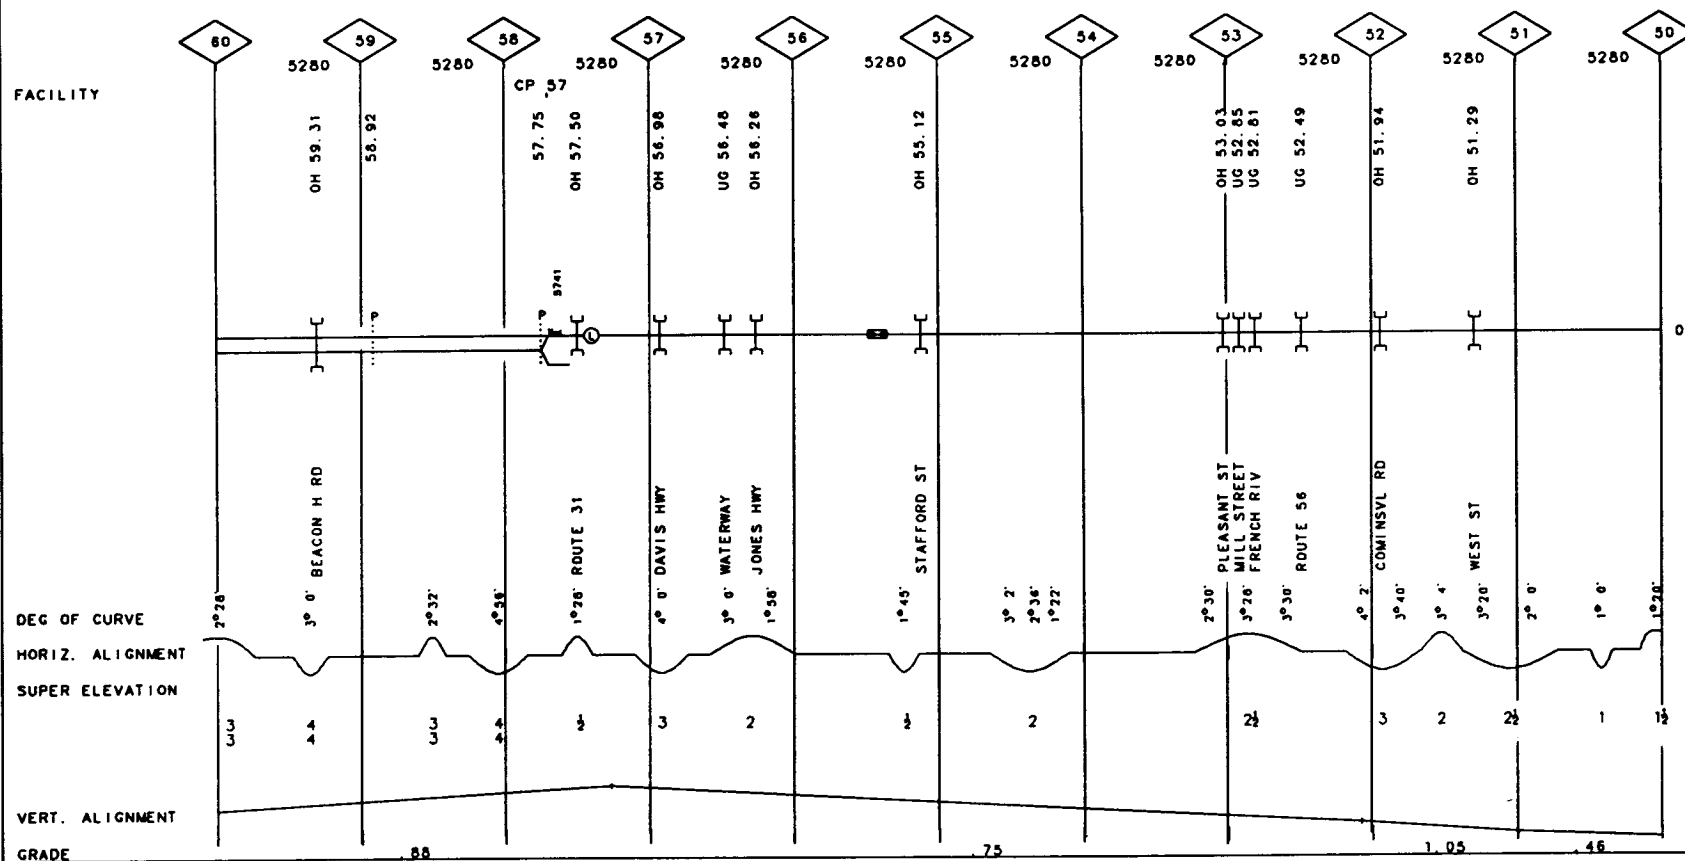 60 59 58 57 56 55 54 53 52 51 50
5280 5280 5280 5280 5280 5280 5280 5280 5280 5280
CP 57
FACILITY
OH 59.31
58.92
57.75
OH 57.50
OH 56.98
UG 56.48
OH 56.26
OH 55.12
OH 53.03
UG 52.85
UG 52.81
UG 52.49
OH 51.94
OH 51.29
5741
P
P
L
0
BEACON H RD
ROUTE 31
DAVIS HWY
WATERWAY
JONES HWY
STAFFORD ST
PLEASANT ST
MILL STREET
FRENCH RIV
ROUTE 56
COMINSVL RD
WEST ST
DEG OF CURVE
2°28' 3° 0' 2°32' 4°56' 1°26' 4° 0' 3° 0' 1°58' 1°45' 3° 2' 2°36' 1°22' 2°30' 3°28' 3°30' 4° 2' 3°40' 3° 4' 3°20' 2° 0' 1° 0' 1°20'
HORIZ. ALIGNMENT
SUPER ELEVATION
3 4 3 4 ½ 3 2 ½ 2 2½ 3 2 2½ 1 1½
3 4 3 4
VERT. ALIGNMENT
GRADE .88 .75 1.05 .46